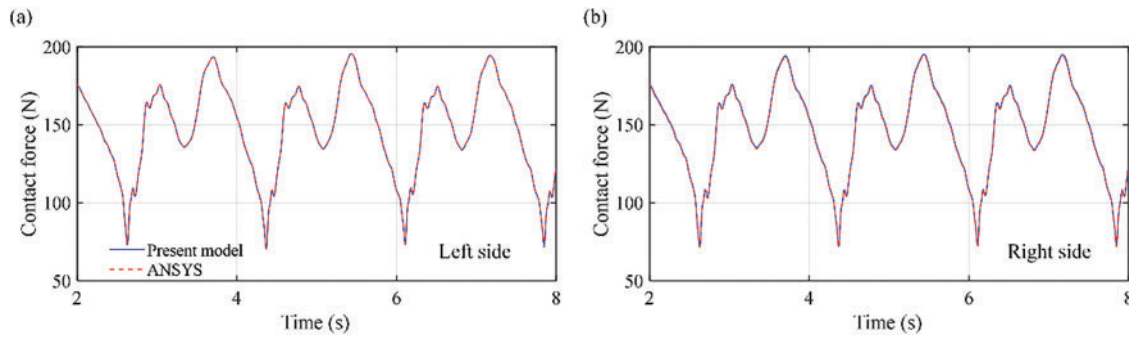 (a)
(b)
Contact force (N)
200
150
100
50
Present model
ANSYS
Left side
2
4
6
8
Time (s)
Contact force (N)
200
150
100
50
Right side
2
4
6
8
Time (s)